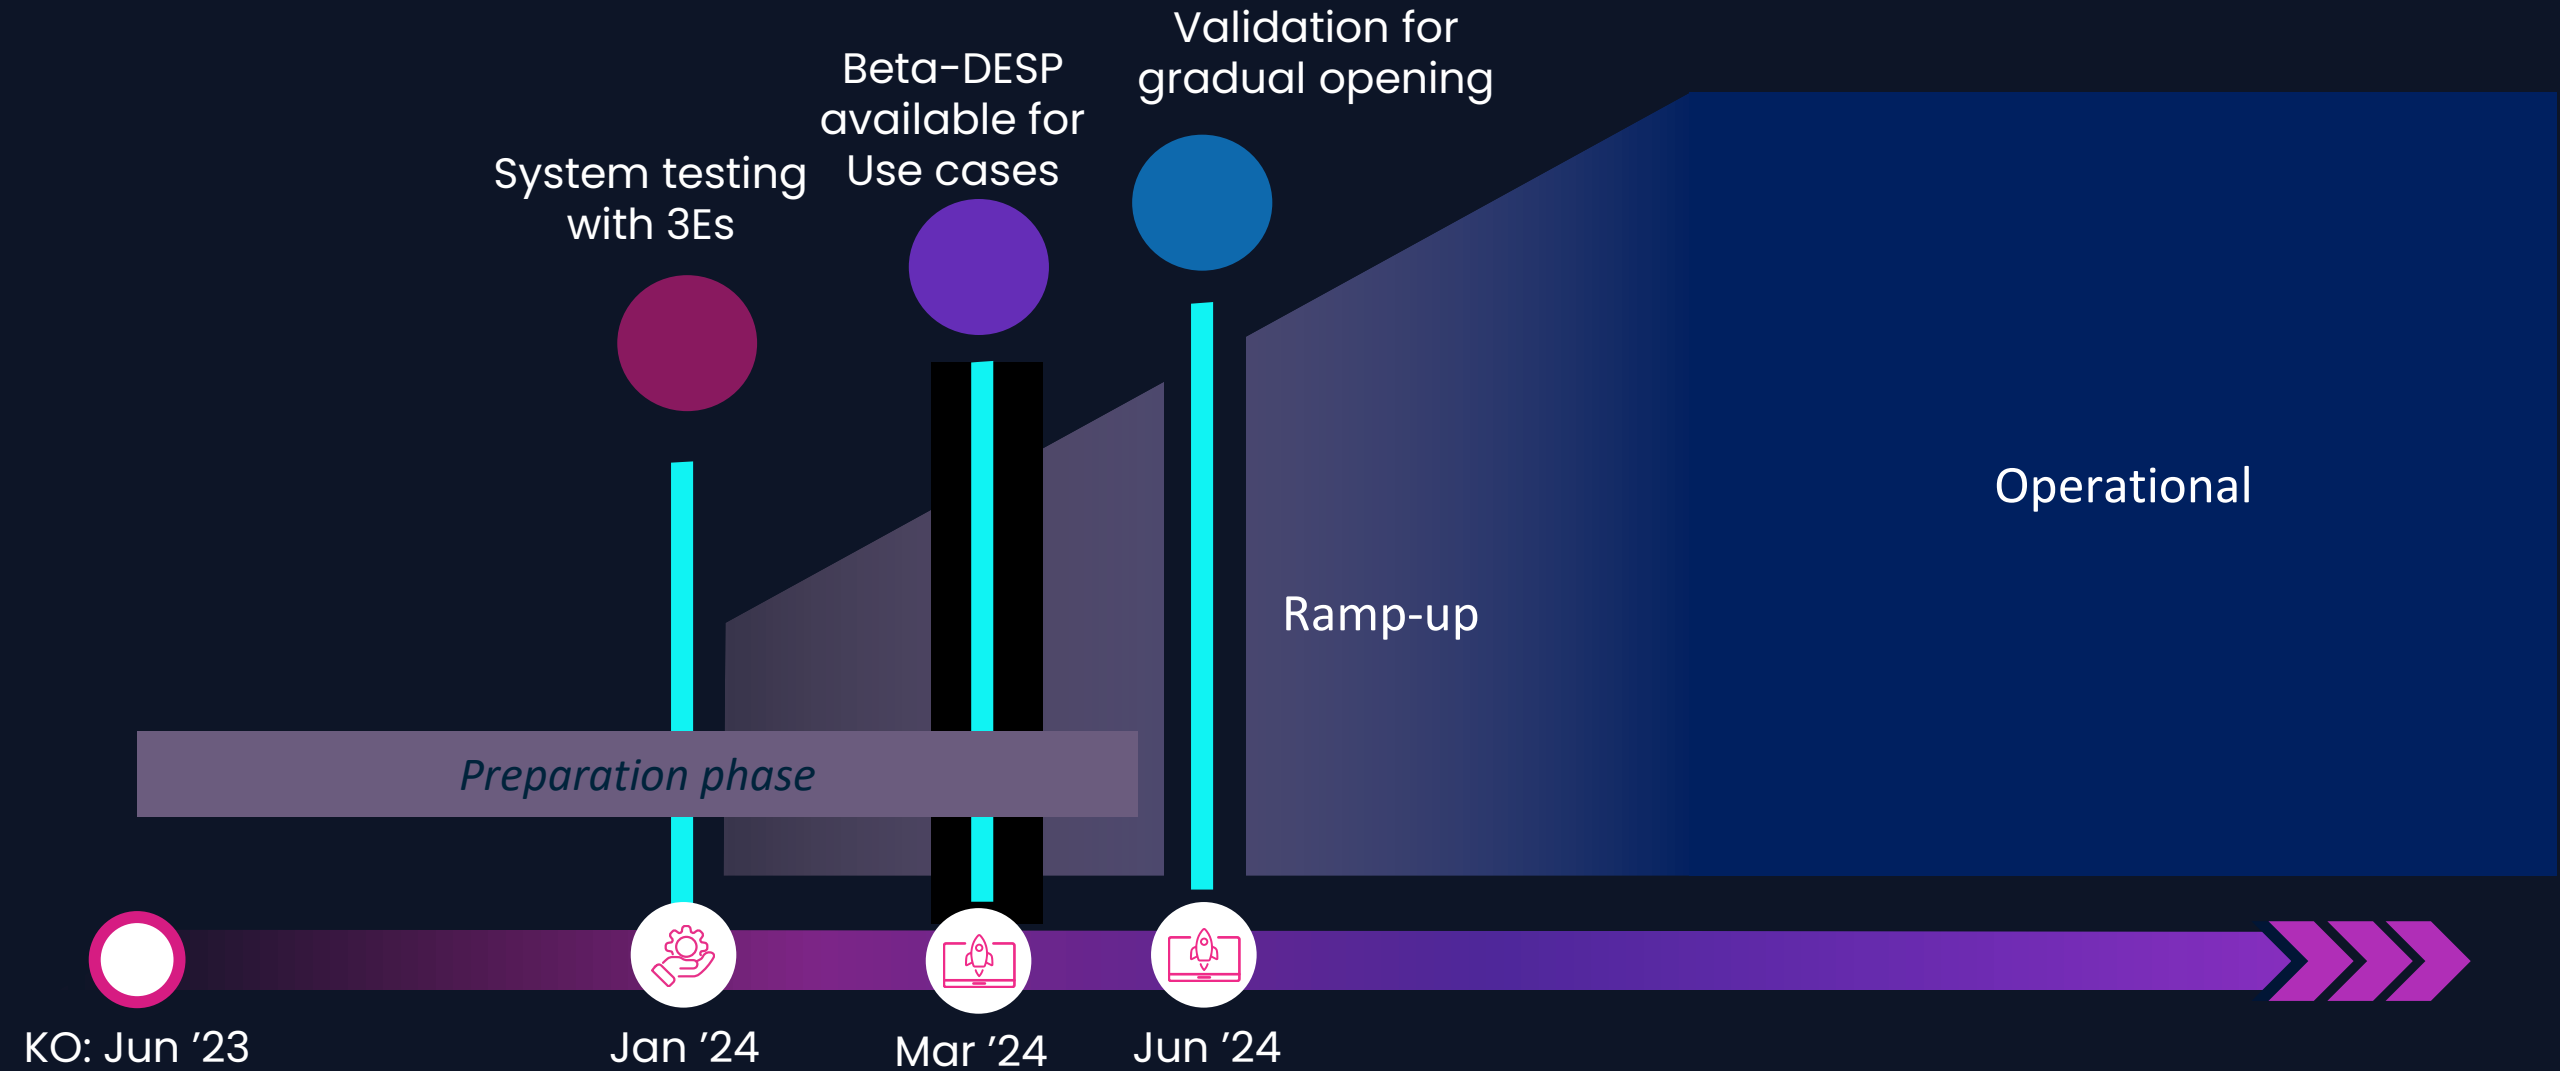 Validation for
gradual opening
Beta-DESP
available for
Use cases
System testing
with 3Es
Operational
Ramp-up
Preparation phase
KO: Jun ’23
Jan ’24
Mar ’24
Jun ’24